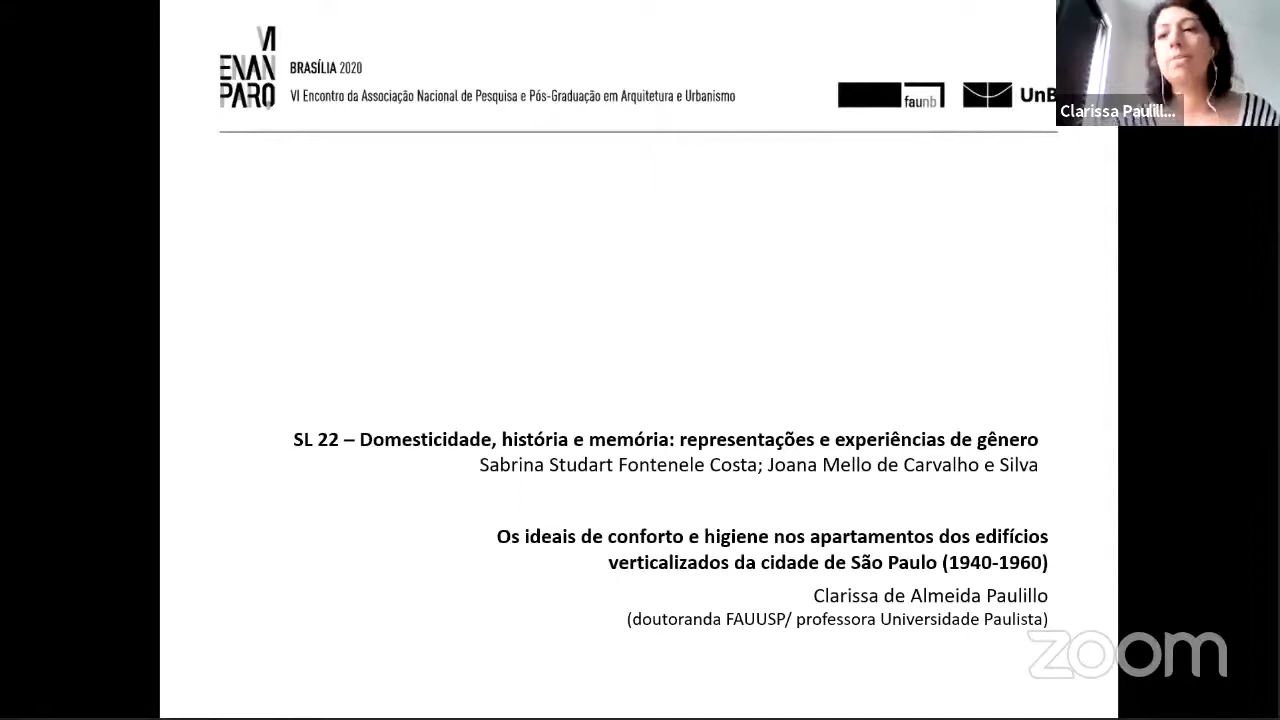 VI
ENAN
PARQ
BRASÍLIA 2020
VI Encontro da Associação Nacional de Pesquisa e Pós-Graduação em Arquitetura e Urbanismo
faunb
UnB
Clarissa Paulill...
SL 22 – Domesticidade, história e memória: representações e experiências de gênero
Sabrina Studart Fontenele Costa; Joana Mello de Carvalho e Silva
Os ideais de conforto e higiene nos apartamentos dos edifícios
verticalizados da cidade de São Paulo (1940-1960)
Clarissa de Almeida Paulillo
(doutoranda FAUUSP/ professora Universidade Paulista)
zoom